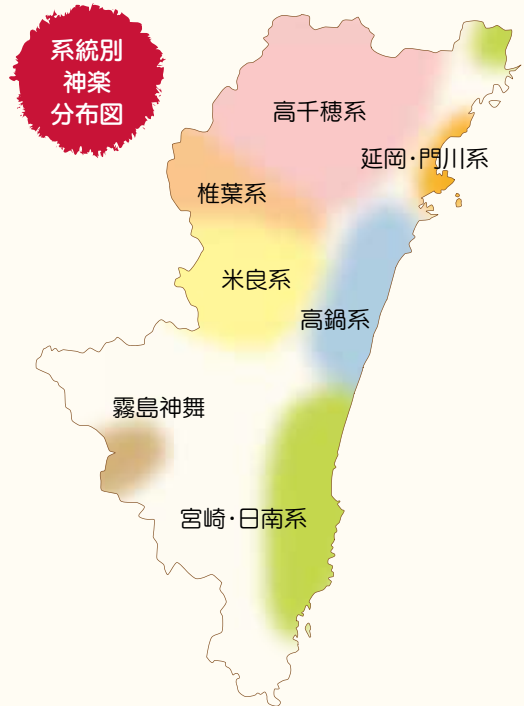 系統別
神楽
分布図
高千穂系
延岡・門川系
椎葉系
米良系
高鍋系
霧島神舞
宮崎・日南系